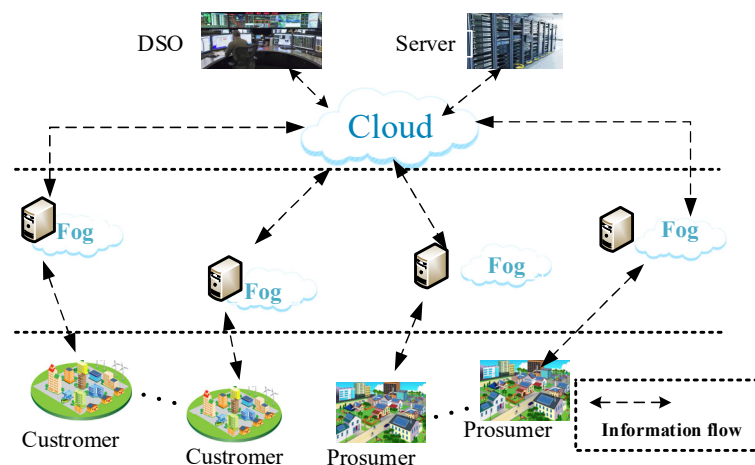 DSO
Server
Cloud
Fog
Fog
Fog
Fog
Custromer
Custromer
Prosumer
Prosumer
Information flow